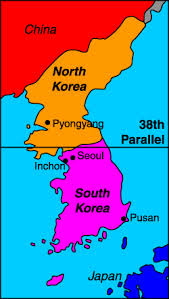 China
North
Korea
Pyongyang
38th
Parallel
Seoul
Inchon
South
Korea
Pusan
Japan